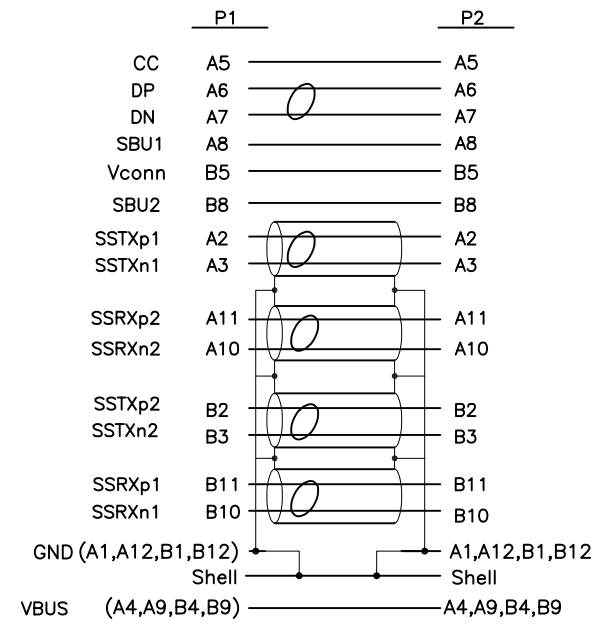 P1 P2
CC A5 A5
DP A6 A6
DN A7 A7
SBU1 A8 A8
Vconn B5 B5
SBU2 B8 B8
SSTXp1 A2 A2
SSTXn1 A3 A3
SSRXp2 A11 A11
SSRXn2 A10 A10
SSTXp2 B2 B2
SSTXn2 B3 B3
SSRXp1 B11 B11
SSRXn1 B10 B10
GND (A1,A12,B1,B12) A1,A12,B1,B12
Shell Shell
VBUS (A4,A9,B4,B9) A4,A9,B4,B9